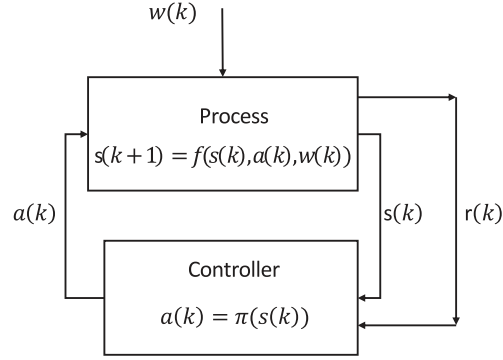 w(k)
Process
s(k+1) = f(s(k),a(k),w(k))
a(k)
s(k)
r(k)
Controller
a(k) = π(s(k))